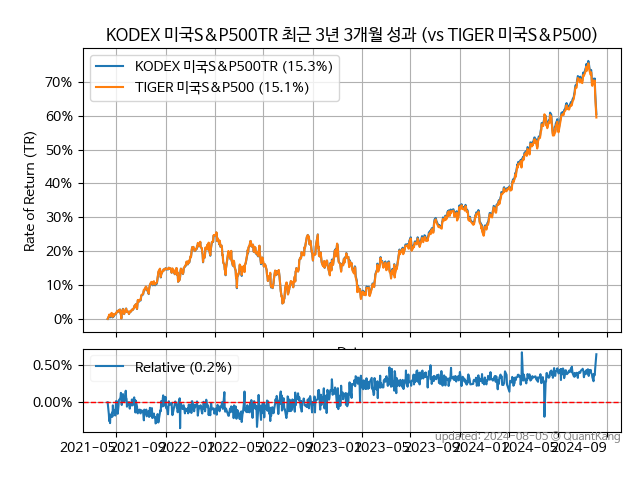 KODEX 미국S&P500TR 최근 3년 3개월 성과 (vs TIGER 미국S&P500)
KODEX 미국S&P500TR (15.3%)
TIGER 미국S&P500 (15.1%)
Rate of Return (TR)
70%
60%
50%
40%
30%
20%
10%
0%
Relative (0.2%)
0.50%
0.00%
updated: 2024-08-05 © QuantKang
2021-05 2021-09 2022-01 2022-05 2022-09 2023-01 2023-05 2023-09 2024-01 2024-05 2024-09